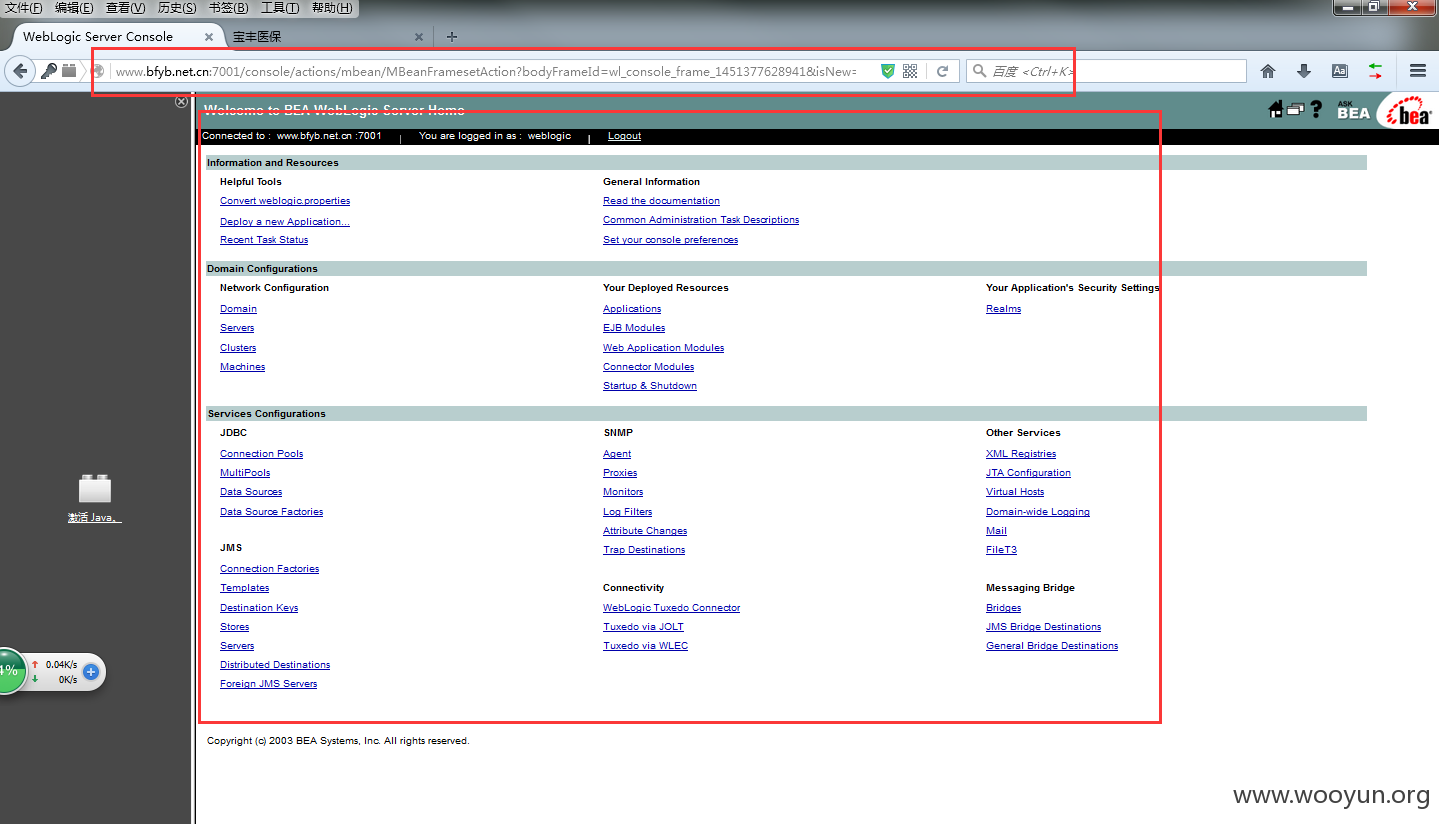 文件(F) 编辑(E) 查看(V) 历史(S) 书签(B) 工具(T) 帮助(H)
WebLogic Server Console
宝丰医保
www.bfyb.net.cn:7001/console/actions/mbean/MBeanFramesetAction?bodyFrameId=wl_console_frame_1451377628941&isNew=
百度 <Ctrl+K>
Welcome to BEA WebLogic Server Home
ASK BEA
bea
Connected to : www.bfyb.net.cn :7001 | You are logged in as : weblogic | Logout
Information and Resources
Helpful Tools
Convert weblogic.properties
Deploy a new Application...
Recent Task Status
General Information
Read the documentation
Common Administration Task Descriptions
Set your console preferences
Domain Configurations
Network Configuration
Domain
Servers
Clusters
Machines
Your Deployed Resources
Applications
EJB Modules
Web Application Modules
Connector Modules
Startup & Shutdown
Your Application's Security Settings
Realms
Services Configurations
JDBC
Connection Pools
MultiPools
Data Sources
Data Source Factories
JMS
Connection Factories
Templates
Destination Keys
Stores
Servers
Distributed Destinations
Foreign JMS Servers
SNMP
Agent
Proxies
Monitors
Log Filters
Attribute Changes
Trap Destinations
Connectivity
WebLogic Tuxedo Connector
Tuxedo via JOLT
Tuxedo via WLEC
Other Services
XML Registries
JTA Configuration
Virtual Hosts
Domain-wide Logging
Mail
FileT3
Messaging Bridge
Bridges
JMS Bridge Destinations
General Bridge Destinations
激活 Java。
4%
0.04K/s
0K/s
Copyright (c) 2003 BEA Systems, Inc. All rights reserved.
www.wooyun.org